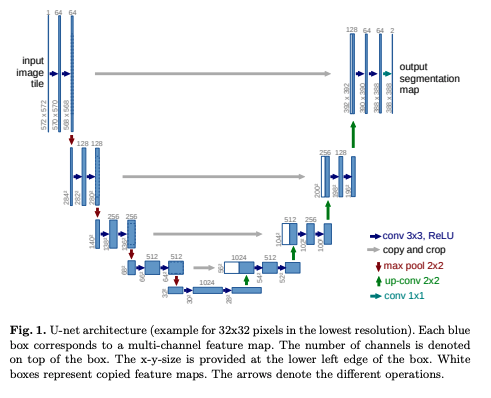 1 64 64
128 64 64 2
input
image
tile
output
segmentation
map
572 x 572
570 x 570
568 x 568
392 x 392
390 x 390
388 x 388
388 x 388
128 128
256 128
284²
282²
280²
200²
198²
196²
256 256
512 256
140²
138²
136²
104²
102²
100²
512 512
1024 512
68²
66²
64²
56²
54²
52²
1024
32²
30²
28²
conv 3x3, ReLU
copy and crop
max pool 2x2
up-conv 2x2
conv 1x1
Fig. 1. U-net architecture (example for 32x32 pixels in the lowest resolution). Each blue
box corresponds to a multi-channel feature map. The number of channels is denoted
on top of the box. The x-y-size is provided at the lower left edge of the box. White
boxes represent copied feature maps. The arrows denote the different operations.